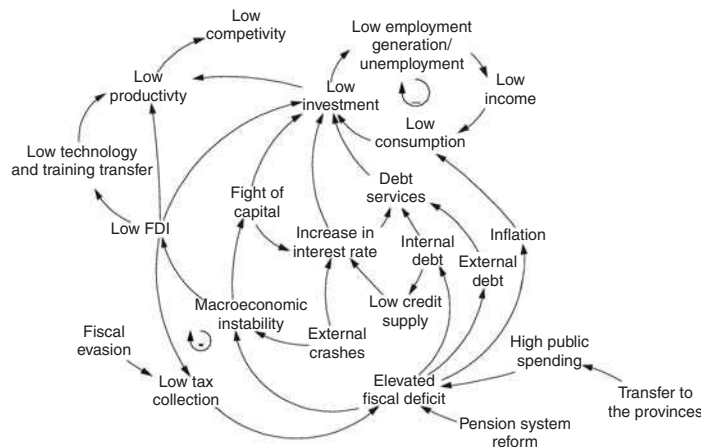 Low
competivity
Low employment
generation/
unemployment
Low
productivty
Low
investment
Low
income
Low
consumption
Low technology
and training transfer
Fight of
capital
Debt
services
Low FDI
Increase in
interest rate
Internal
debt
External
debt
Inflation
Macroeconomic
instability
Low credit
supply
Fiscal
evasion
External
crashes
High public
spending
Low tax
collection
Elevated
fiscal deficit
Transfer to
the provinces
Pension system
reform